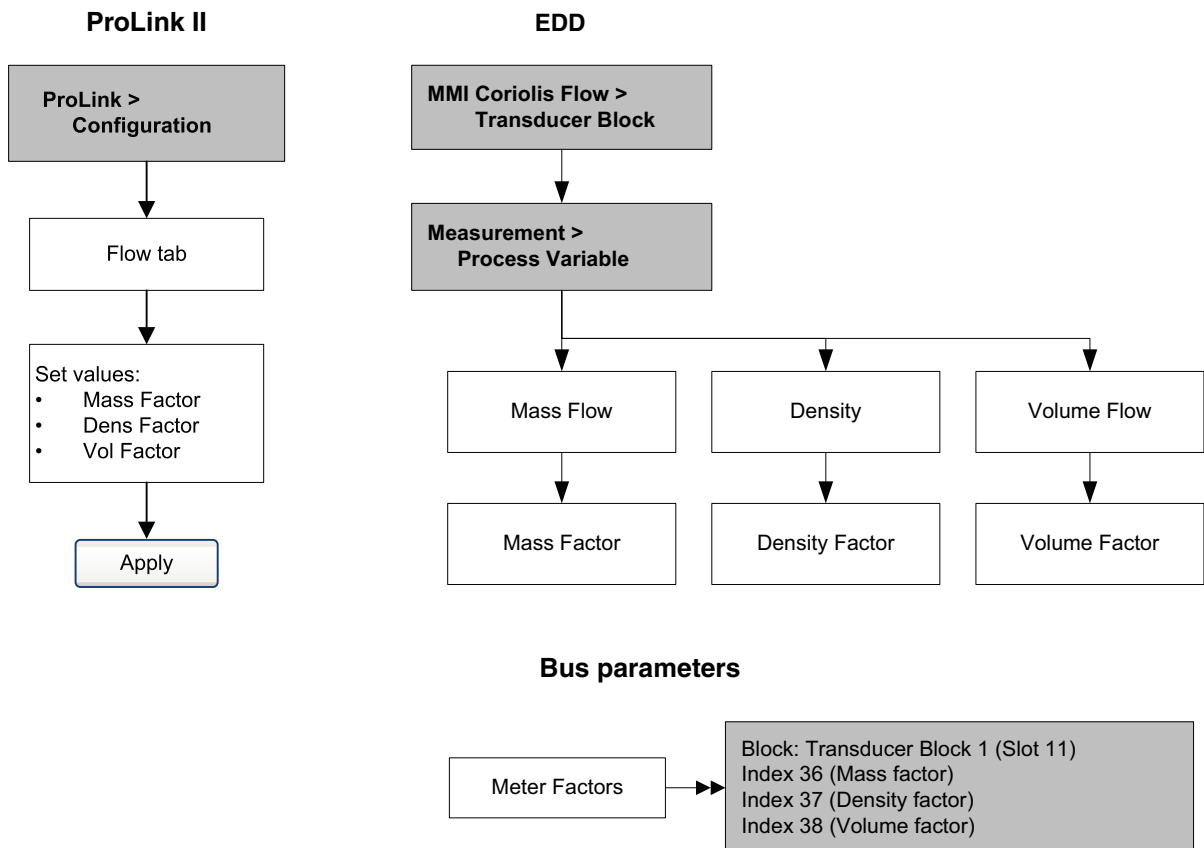 ProLink II
ProLink >
Configuration
Flow tab
Set values:
• Mass Factor
• Dens Factor
• Vol Factor
Apply
EDD
MMI Coriolis Flow >
Transducer Block
Measurement >
Process Variable
Mass Flow
Density
Volume Flow
Mass Factor
Density Factor
Volume Factor
Bus parameters
Meter Factors
Block: Transducer Block 1 (Slot 11)
Index 36 (Mass factor)
Index 37 (Density factor)
Index 38 (Volume factor)